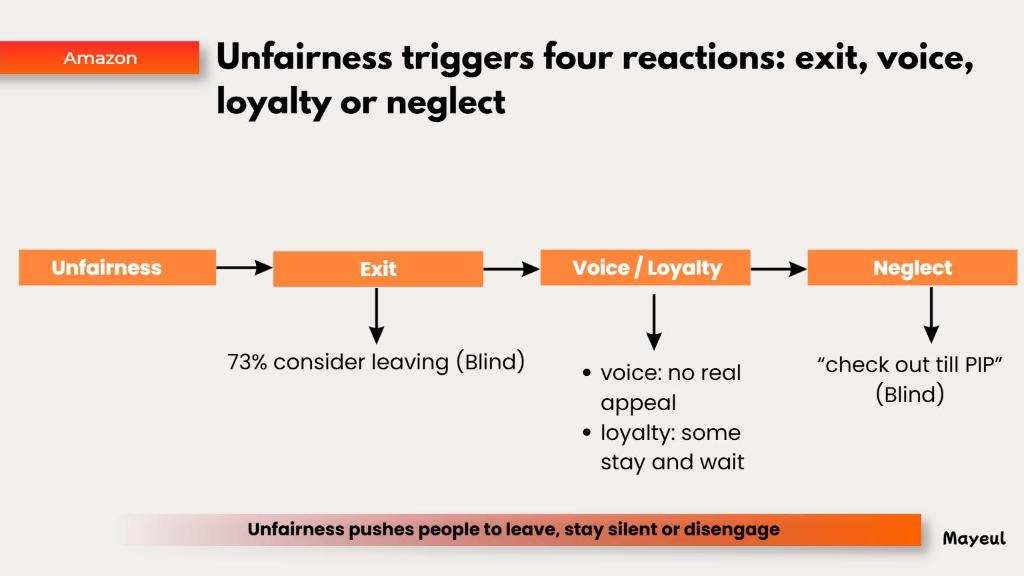 Amazon
Unfairness triggers four reactions: exit, voice,
loyalty or neglect
Unfairness
Exit
Voice / Loyalty
Neglect
73% consider leaving (Blind)
• voice: no real
appeal
• loyalty: some
stay and wait
“check out till PIP”
(Blind)
Unfairness pushes people to leave, stay silent or disengage
Mayeul